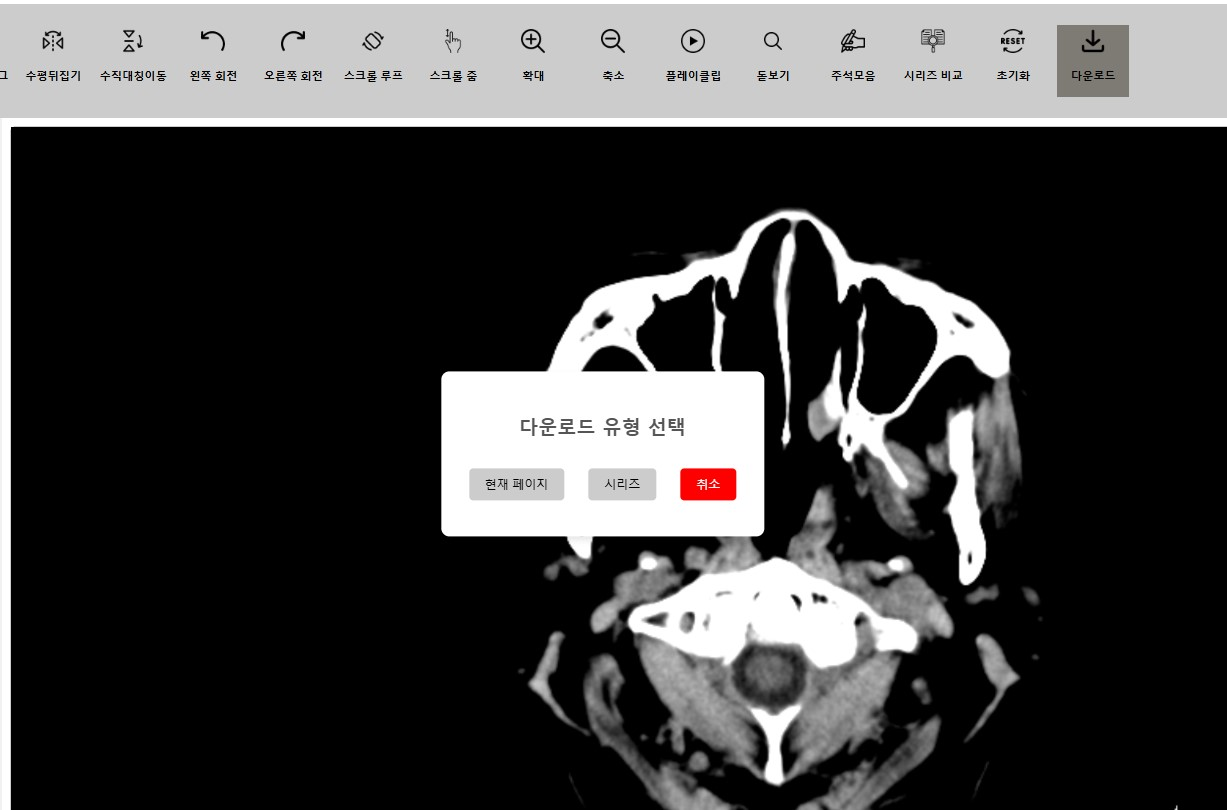 그 수평뒤집기 수직대칭이동 왼쪽 회전 오른쪽 회전 스크롤 루프 스크롤 줌 확대 축소 플레이클립 돋보기 주석모음 시리즈 비교 RESET 초기화 다운로드
다운로드 유형 선택
현재 페이지 시리즈 취소